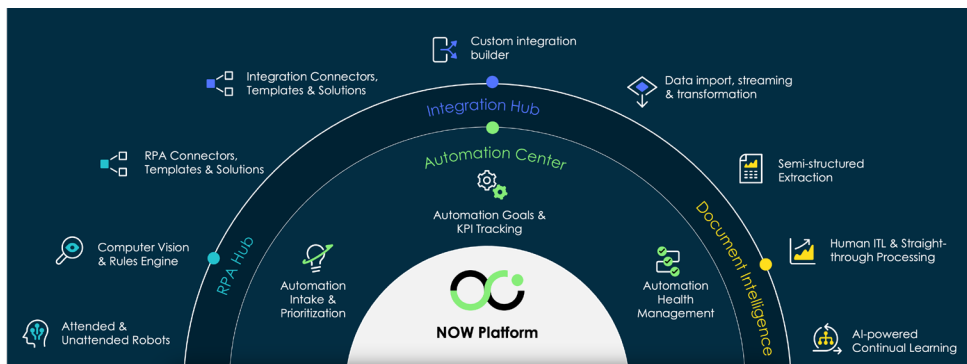 Custom integration
builder
Integration Connectors,
Templates & Solutions
Data import, streaming
& transformation
Integration Hub
Automation Center
RPA Connectors,
Templates & Solutions
Semi-structured
Extraction
Automation Goals &
KPI Tracking
Computer Vision
& Rules Engine
RPA Hub
Document Intelligence
Human ITL & Straight-
through Processing
Automation
Intake &
Prioritization
Automation
Health
Management
NOW Platform
Attended &
Unattended Robots
AI-powered
Continual Learning